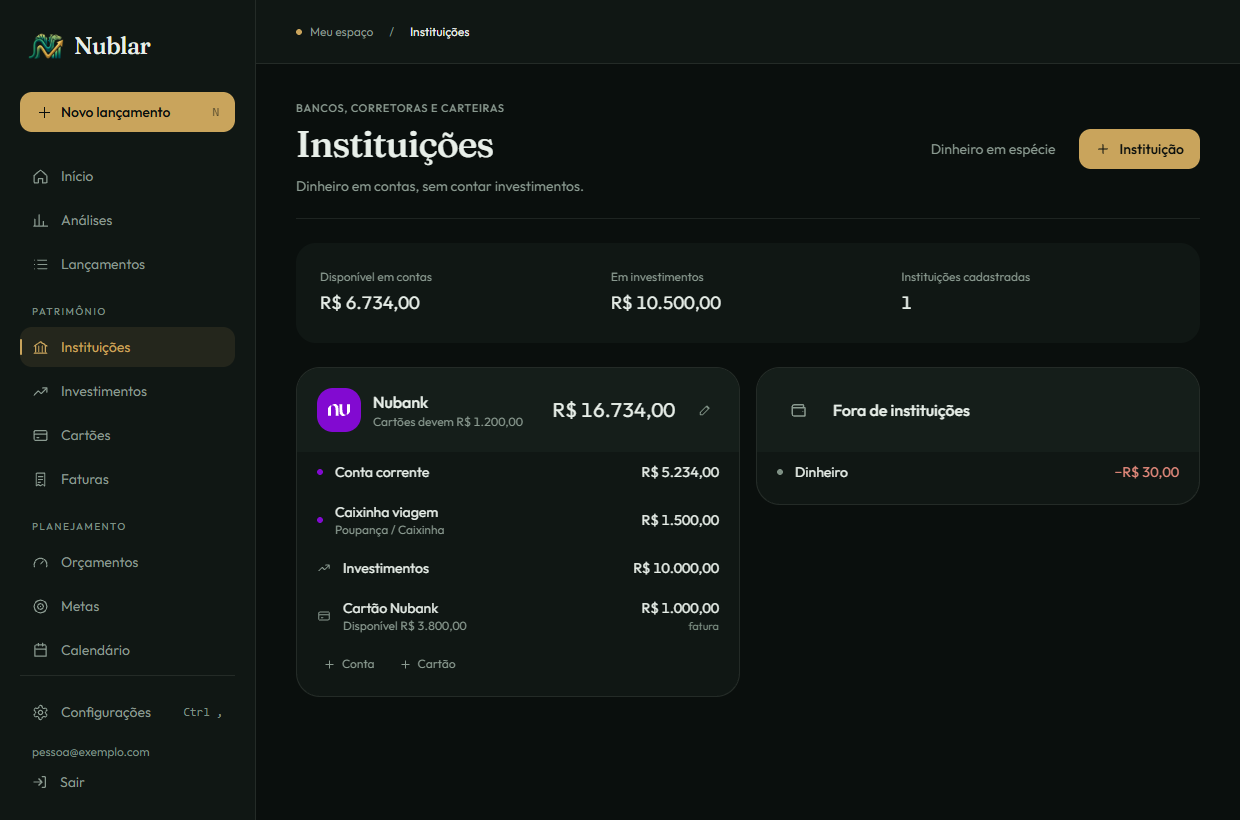 Nublar
Novo lançamento N
Início
Análises
Lançamentos
PATRIMÔNIO
Instituições
Investimentos
Cartões
Faturas
PLANEJAMENTO
Orçamentos
Metas
Calendário
Configurações Ctrl ,
pessoa@exemplo.com
Sair
Meu espaço / Instituições
BANCOS, CORRETORAS E CARTEIRAS
Instituições
Dinheiro em contas, sem contar investimentos.
Dinheiro em espécie
+ Instituição
Disponível em contas
R$ 6.734,00
Em investimentos
R$ 10.500,00
Instituições cadastradas
1
nu
Nubank
Cartões devem R$ 1.200,00
R$ 16.734,00
Conta corrente R$ 5.234,00
Caixinha viagem
Poupança / Caixinha
R$ 1.500,00
Investimentos R$ 10.000,00
Cartão Nubank R$ 1.000,00
Disponível R$ 3.800,00 fatura
+ Conta + Cartão
Fora de instituições
Dinheiro −R$ 30,00